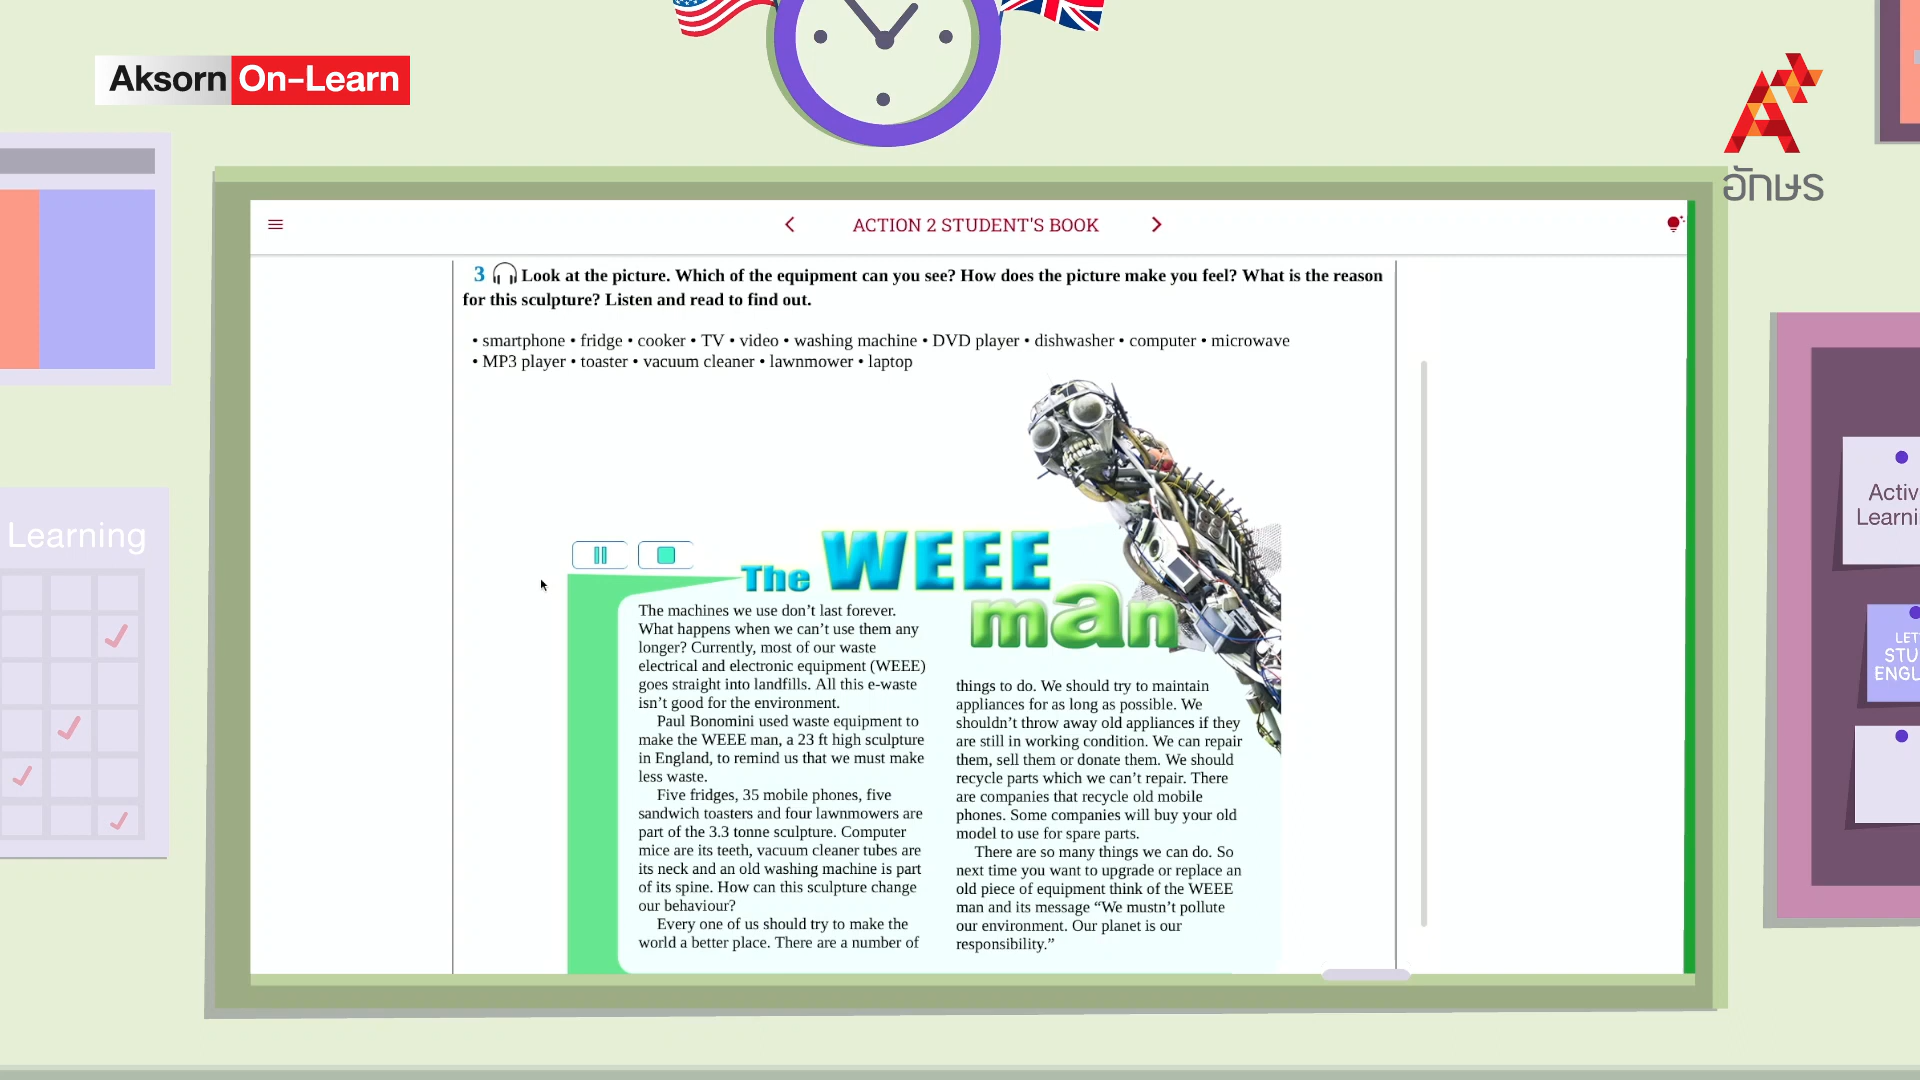 Aksorn On-Learn
อักษร
ACTION 2 STUDENT'S BOOK
3 Look at the picture. Which of the equipment can you see? How does the picture make you feel? What is the reason
for this sculpture? Listen and read to find out.
• smartphone • fridge • cooker • TV • video • washing machine • DVD player • dishwasher • computer • microwave
• MP3 player • toaster • vacuum cleaner • lawnmower • laptop
The WEEE
man
The machines we use don’t last forever.
What happens when we can’t use them any
longer? Currently, most of our waste
electrical and electronic equipment (WEEE)
goes straight into landfills. All this e-waste
isn’t good for the environment.
Paul Bonomini used waste equipment to
make the WEEE man, a 23 ft high sculpture
in England, to remind us that we must make
less waste.
Five fridges, 35 mobile phones, five
sandwich toasters and four lawnmowers are
part of the 3.3 tonne sculpture. Computer
mice are its teeth, vacuum cleaner tubes are
its neck and an old washing machine is part
of its spine. How can this sculpture change
our behaviour?
Every one of us should try to make the
world a better place. There are a number of
things to do. We should try to maintain
appliances for as long as possible. We
shouldn’t throw away old appliances if they
are still in working condition. We can repair
them, sell them or donate them. We should
recycle parts which we can’t repair. There
are companies that recycle old mobile
phones. Some companies will buy your old
model to use for spare parts.
There are so many things we can do. So
next time you want to upgrade or replace an
old piece of equipment think of the WEEE
man and its message “We mustn’t pollute
our environment. Our planet is our
responsibility.”
Learning
Activ
Learni
LET
STU
ENGL